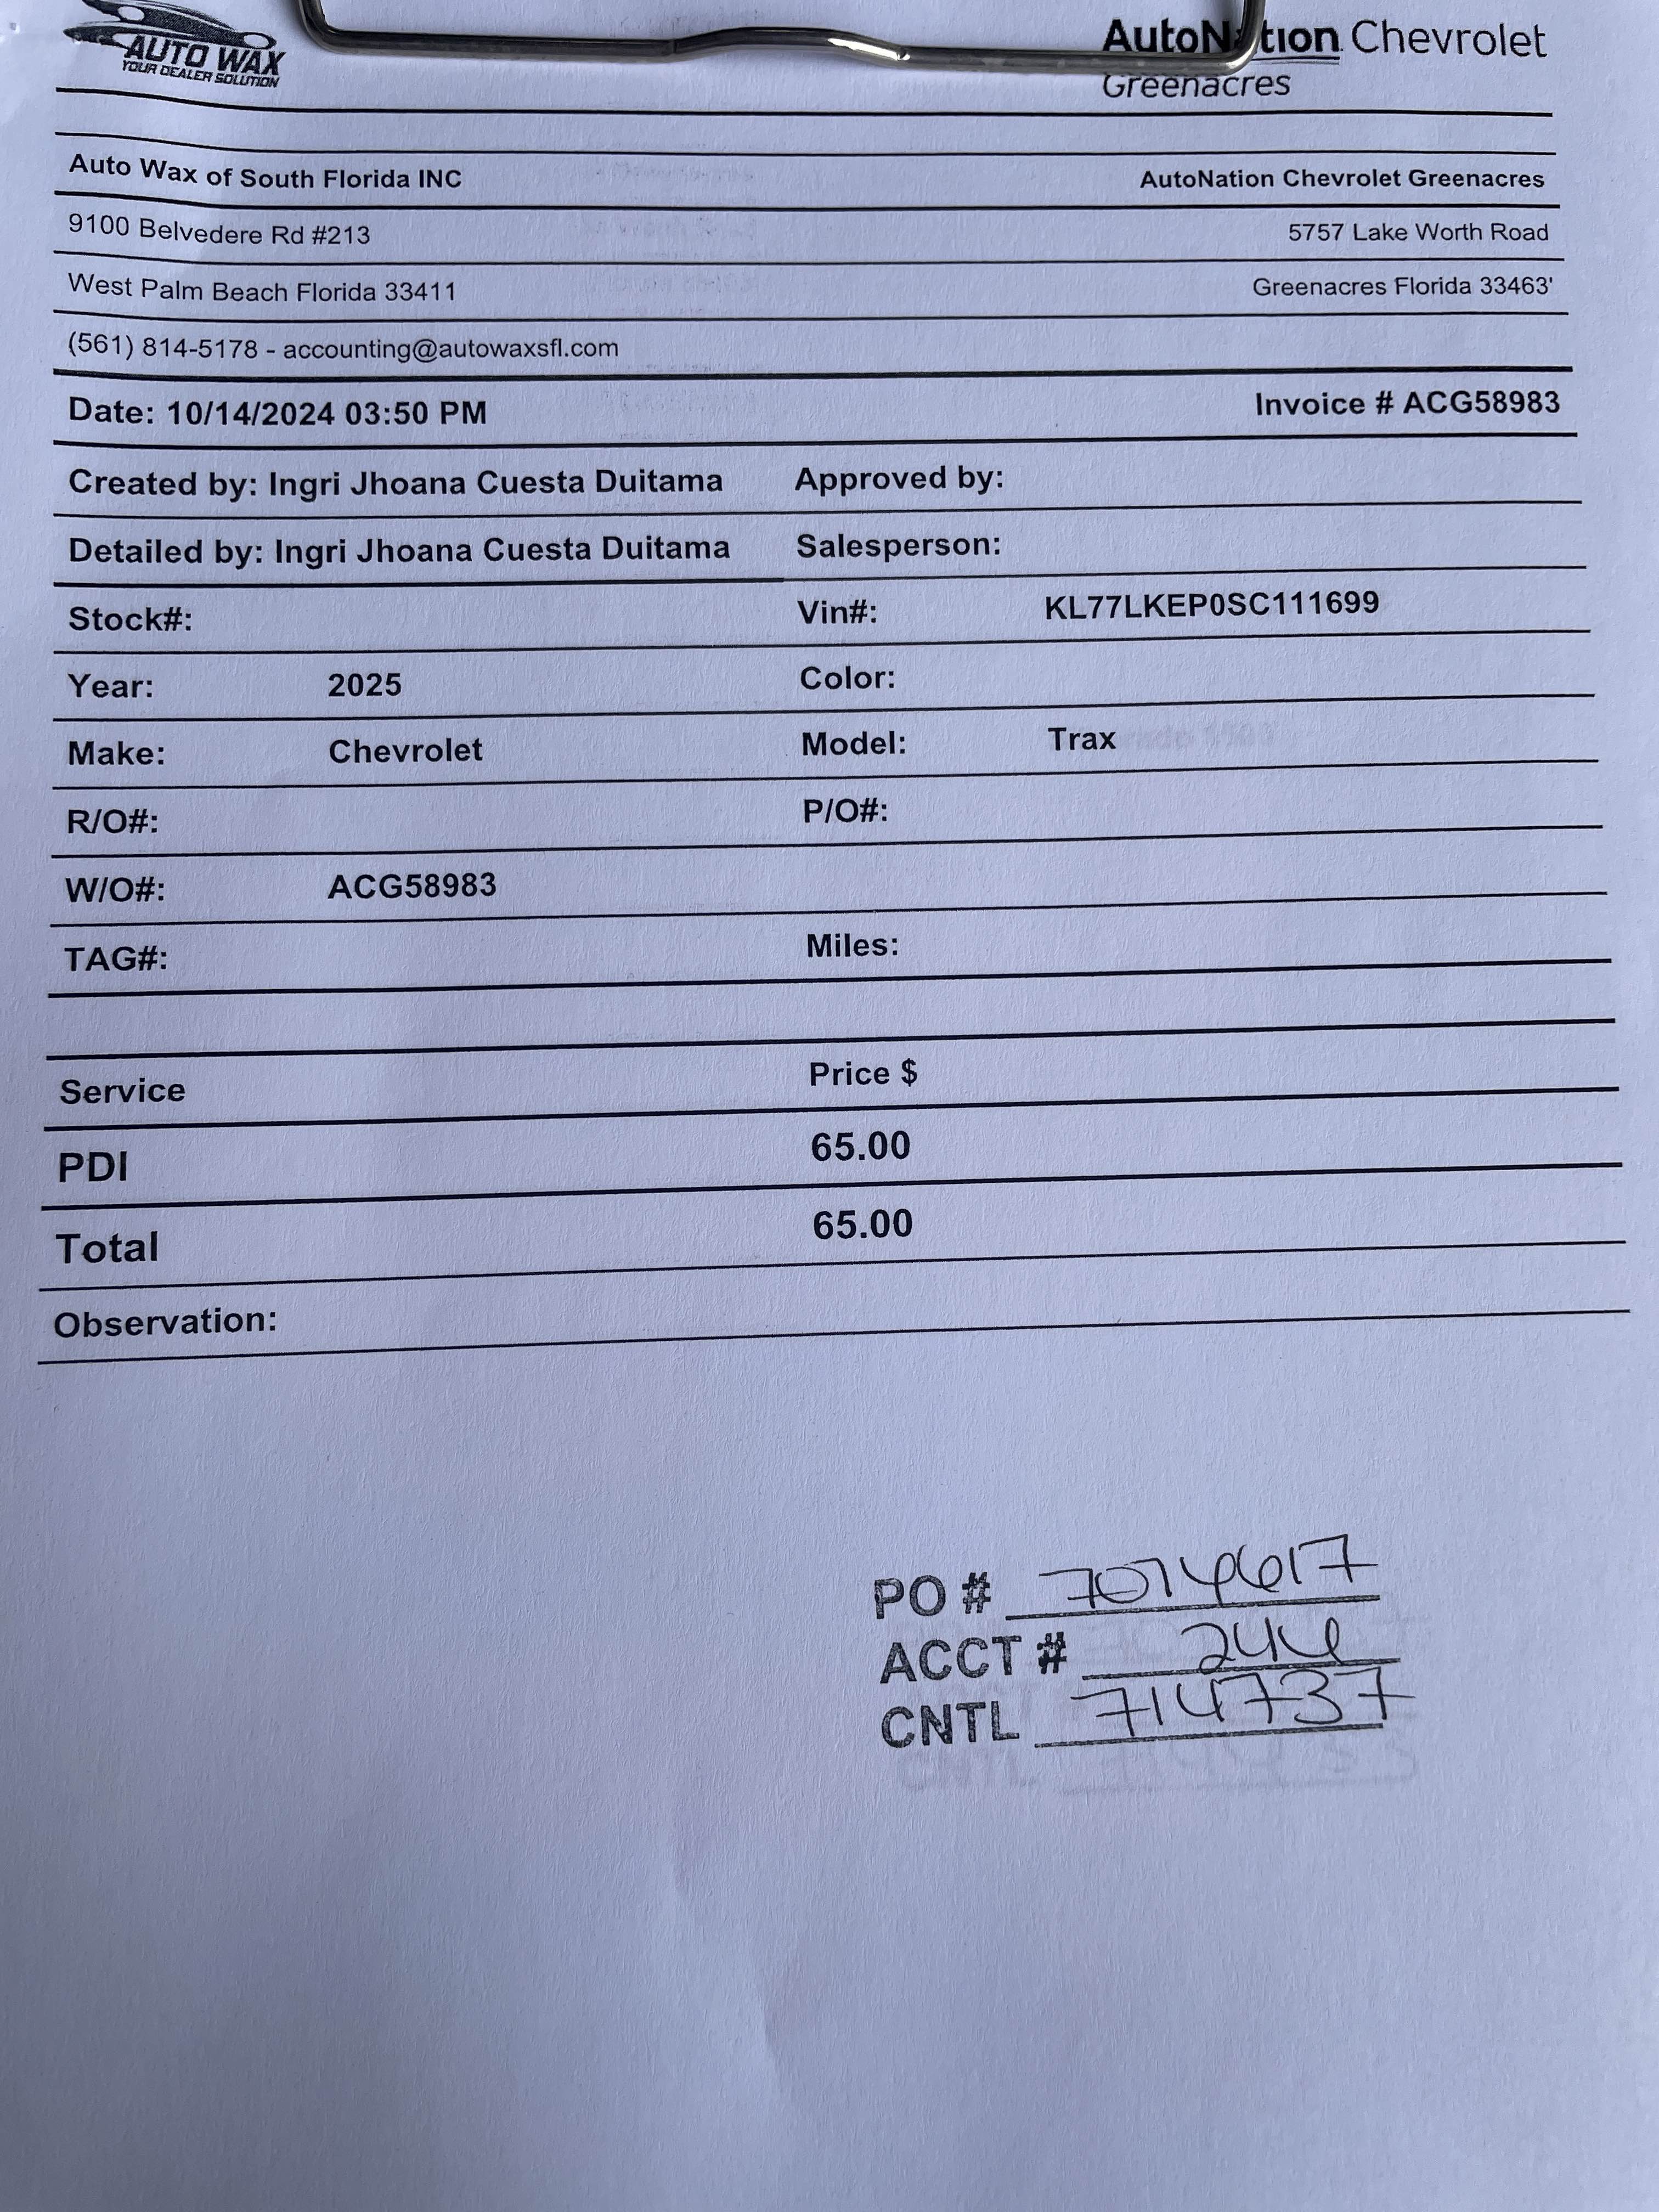 AUTO WAX
YOUR DEALER SOLUTION
AutoNation Chevrolet
Greenacres
Auto Wax of South Florida INC AutoNation Chevrolet Greenacres
9100 Belvedere Rd #213 5757 Lake Worth Road
West Palm Beach Florida 33411 Greenacres Florida 33463'
(561) 814-5178 - accounting@autowaxsfl.com
Date: 10/14/2024 03:50 PM Invoice # ACG58983
Created by: Ingri Jhoana Cuesta Duitama Approved by:
Detailed by: Ingri Jhoana Cuesta Duitama Salesperson:
Stock#: Vin#: KL77LKEP0SC111699
Year: 2025 Color:
Make: Chevrolet Model: Trax
R/O#: P/O#:
W/O#: ACG58983
TAG#: Miles:
Service Price $
PDI 65.00
Total 65.00
Observation:
PO #
ACCT #
CNTL 714737